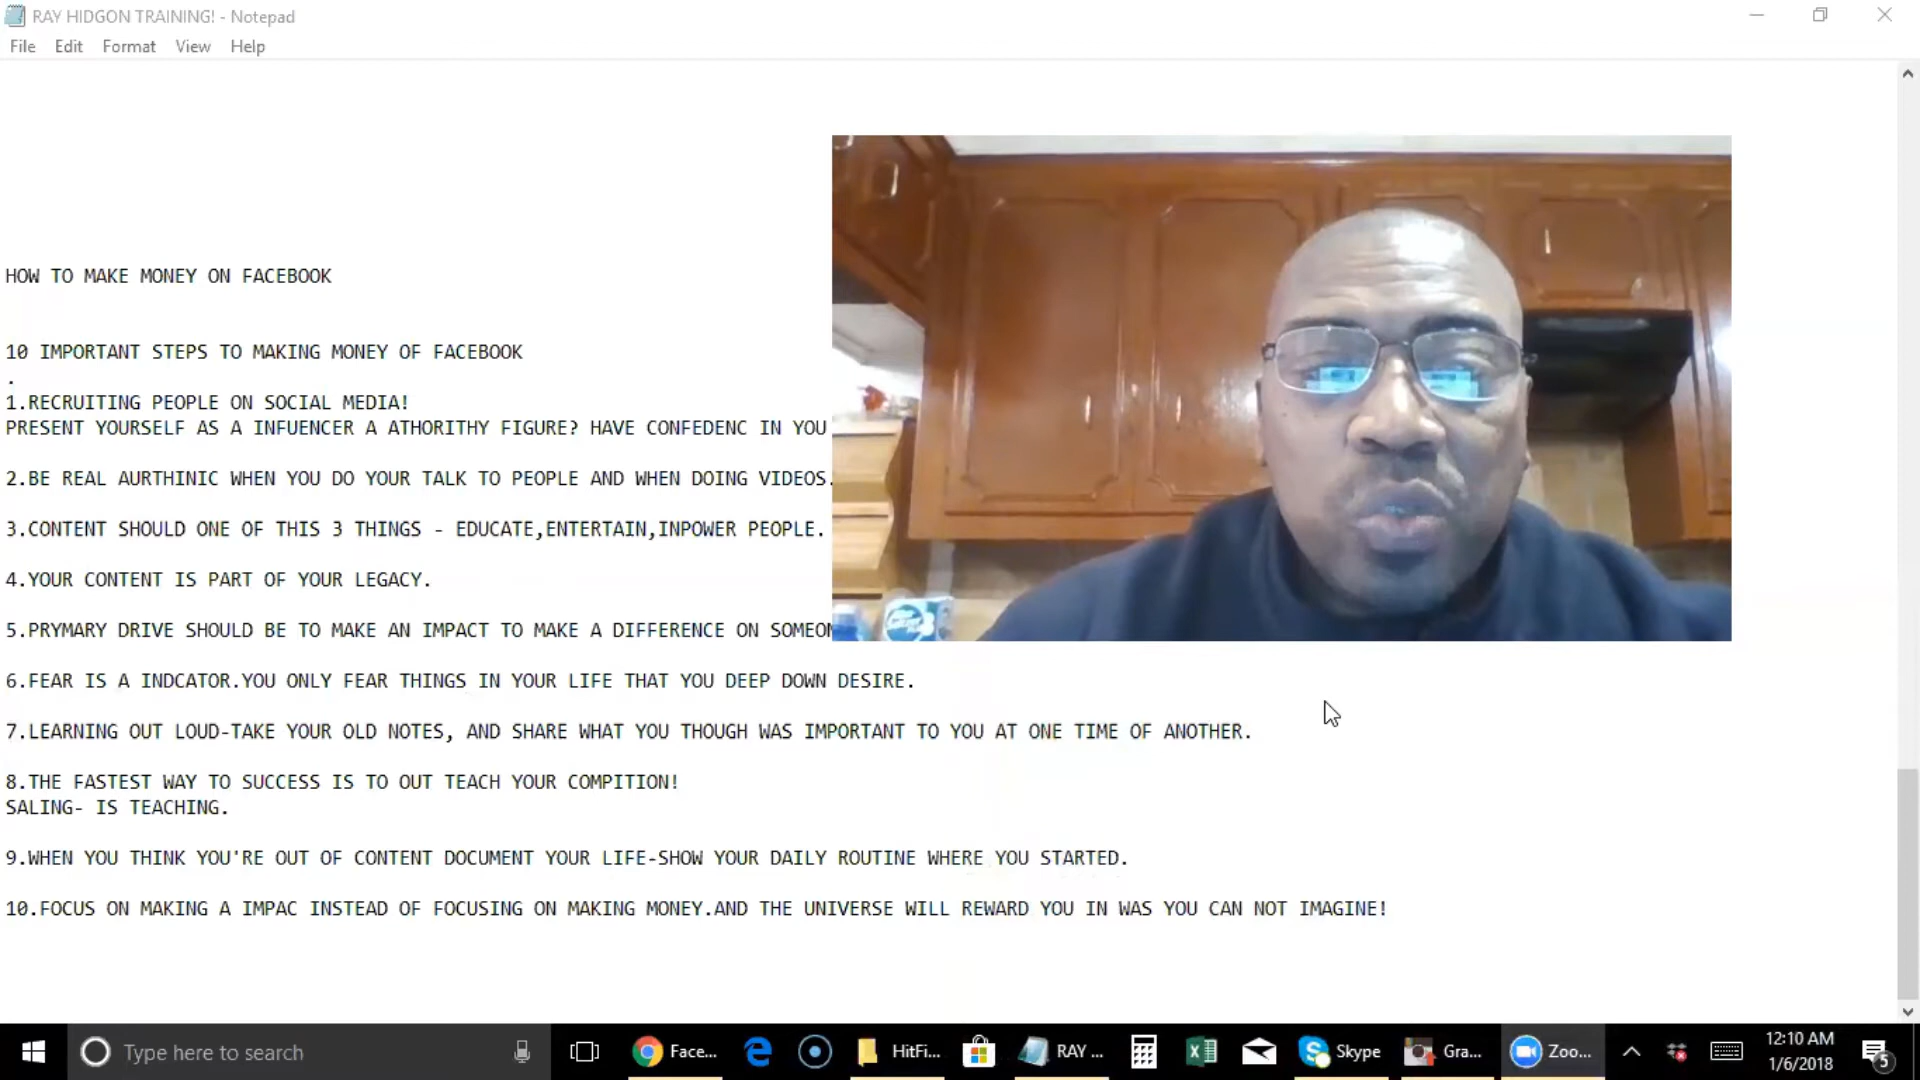 RAY HIDGON TRAINING! - Notepad
File Edit Format View Help
HOW TO MAKE MONEY ON FACEBOOK
10 IMPORTANT STEPS TO MAKING MONEY OF FACEBOOK
.
1.RECRUITING PEOPLE ON SOCIAL MEDIA!
PRESENT YOURSELF AS A INFUENCER A ATHORITHY FIGURE? HAVE CONFEDENC IN YOU
2.BE REAL AURTHINIC WHEN YOU DO YOUR TALK TO PEOPLE AND WHEN DOING VIDEOS.
3.CONTENT SHOULD ONE OF THIS 3 THINGS - EDUCATE,ENTERTAIN,INPOWER PEOPLE.
4.YOUR CONTENT IS PART OF YOUR LEGACY.
5.PRYMARY DRIVE SHOULD BE TO MAKE AN IMPACT TO MAKE A DIFFERENCE ON SOMEON
6.FEAR IS A INDCATOR.YOU ONLY FEAR THINGS IN YOUR LIFE THAT YOU DEEP DOWN DESIRE.
7.LEARNING OUT LOUD-TAKE YOUR OLD NOTES, AND SHARE WHAT YOU THOUGH WAS IMPORTANT TO YOU AT ONE TIME OF ANOTHER.
8.THE FASTEST WAY TO SUCCESS IS TO OUT TEACH YOUR COMPITION!
SALING- IS TEACHING.
9.WHEN YOU THINK YOU'RE OUT OF CONTENT DOCUMENT YOUR LIFE-SHOW YOUR DAILY ROUTINE WHERE YOU STARTED.
10.FOCUS ON MAKING A IMPAC INSTEAD OF FOCUSING ON MAKING MONEY.AND THE UNIVERSE WILL REWARD YOU IN WAS YOU CAN NOT IMAGINE!
Type here to search Face... HitFi... RAY ... Skype Gra... Zoo... 12:10 AM
1/6/2018 5